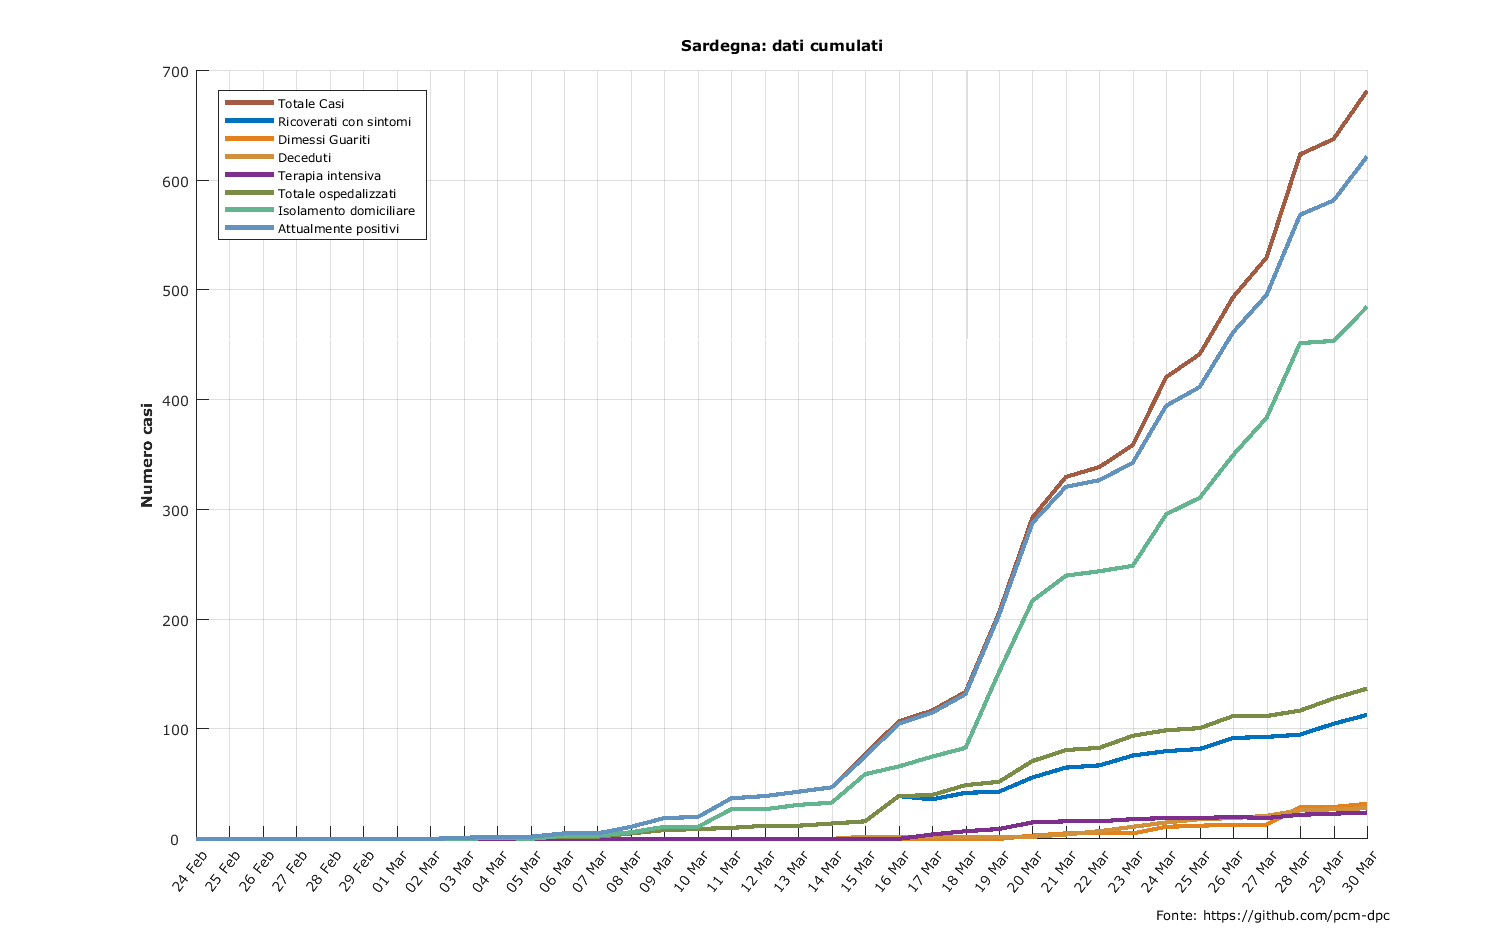 Sardegna: dati cumulati
700
600
500
400
300
200
100
0
Numero casi
Totale Casi
Ricoverati con sintomi
Dimessi Guariti
Deceduti
Terapia intensiva
Totale ospedalizzati
Isolamento domiciliare
Attualmente positivi
24 Feb
25 Feb
26 Feb
27 Feb
28 Feb
29 Feb
01 Mar
02 Mar
03 Mar
04 Mar
05 Mar
06 Mar
07 Mar
08 Mar
09 Mar
10 Mar
11 Mar
12 Mar
13 Mar
14 Mar
15 Mar
16 Mar
17 Mar
18 Mar
19 Mar
20 Mar
21 Mar
22 Mar
23 Mar
24 Mar
25 Mar
26 Mar
27 Mar
28 Mar
29 Mar
30 Mar
Fonte: https://github.com/pcm-dpc